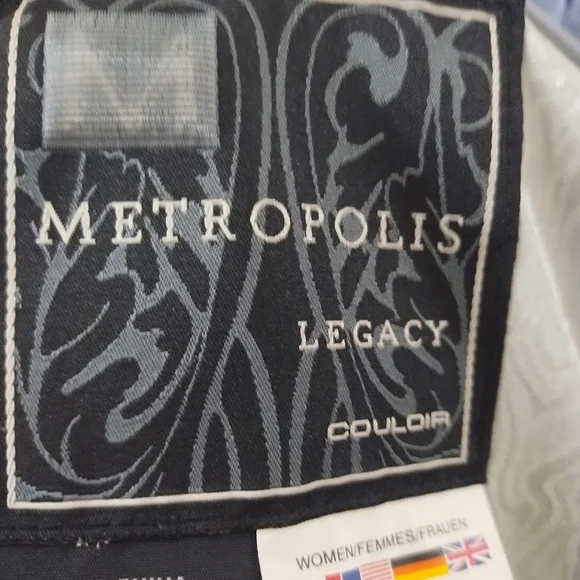 M
METROPOLIS
LEGACY
COULOIR
WOMEN/FEMMES/FRAUEN